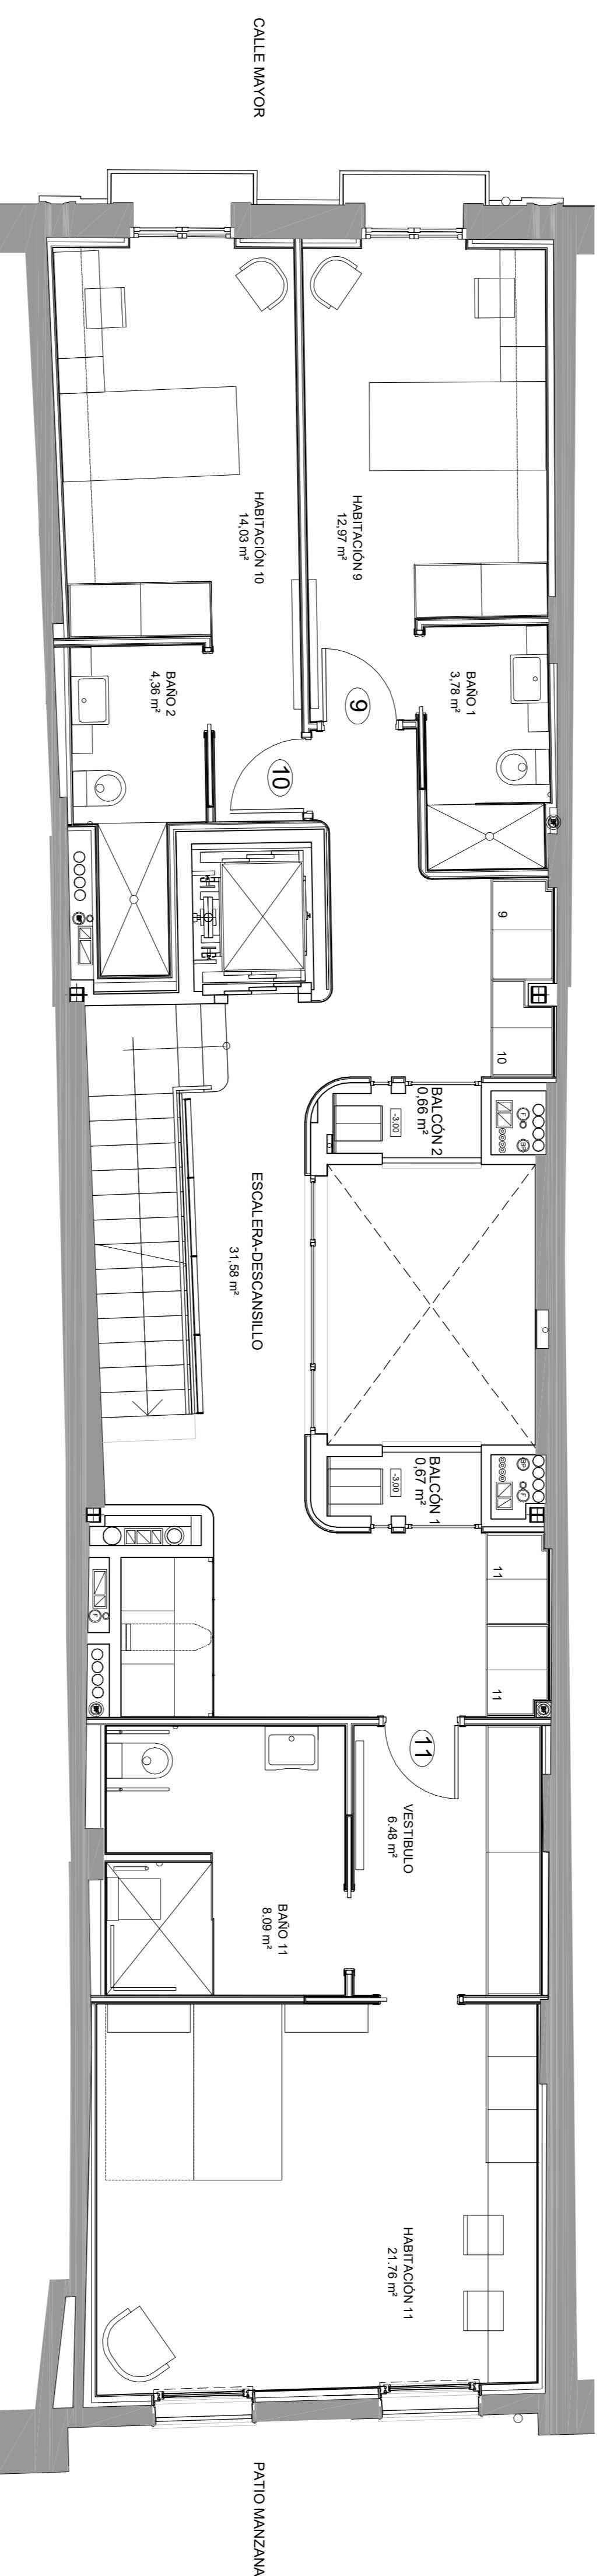 CALLE MAYOR
HABITACIÓN 9
12,97 m²
HABITACIÓN 10
14,03 m²
BAÑO 1
3,78 m²
BAÑO 2
4,36 m²
9
10
9
10
BALCÓN 2
0,66 m²
-3,00
F
BP
ESCALERA-DESCANSILLO
31,58 m²
BALCÓN 1
0,67 m²
-3,00
BP
F
11
11
F
11
VESTIBULO
6.48 m²
BAÑO 11
8.09 m²
HABITACIÓN 11
21.76 m²
PATIO MANZANA